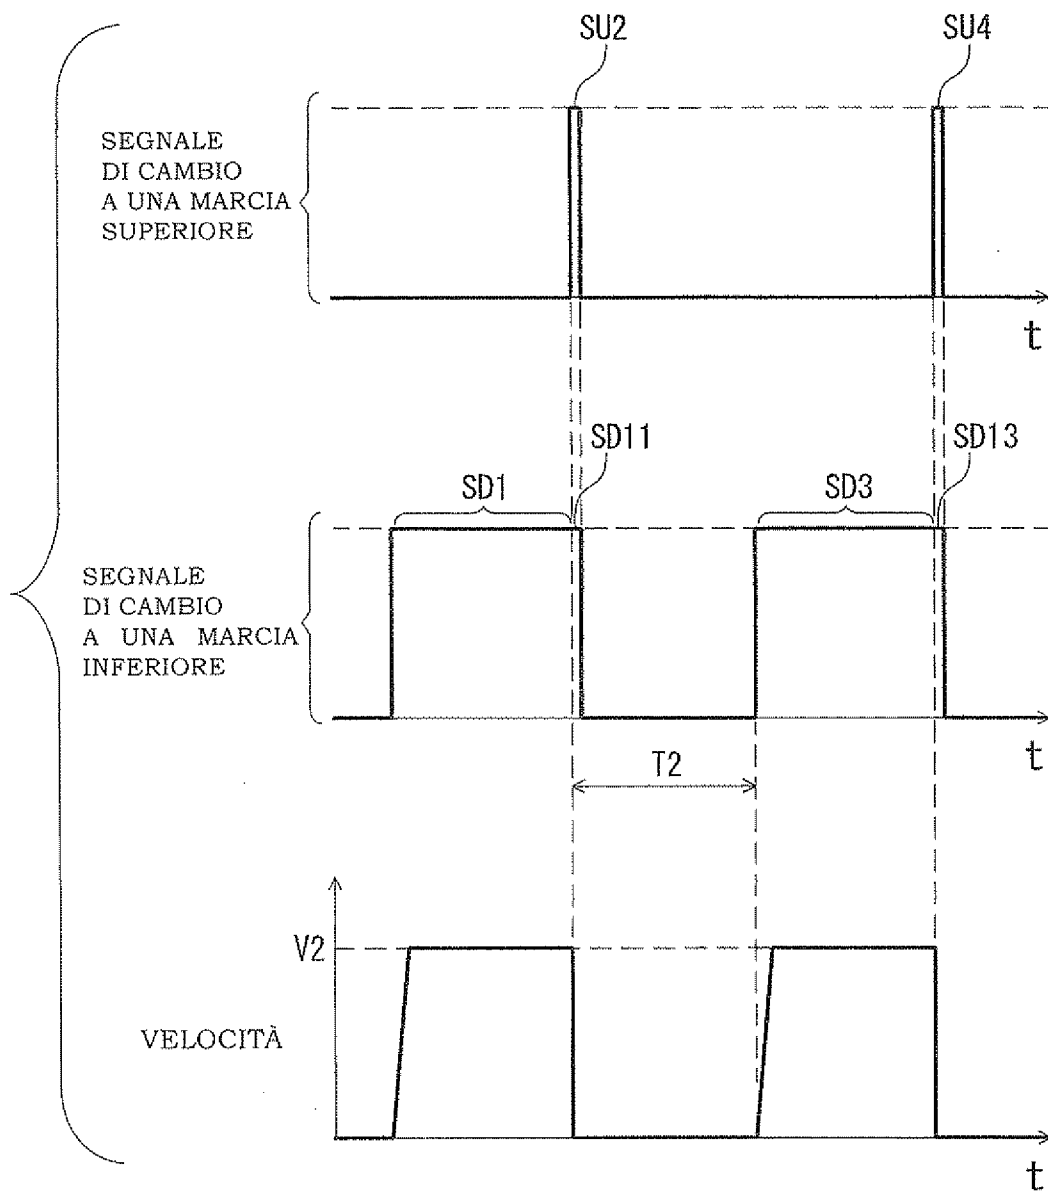 SU2
SU4
SEGNALE
DI CAMBIO
A UNA MARCIA
SUPERIORE
t
SD11
SD13
SD1
SD3
SEGNALE
DI CAMBIO
A UNA MARCIA
INFERIORE
t
T2
V2
VELOCITÀ
t